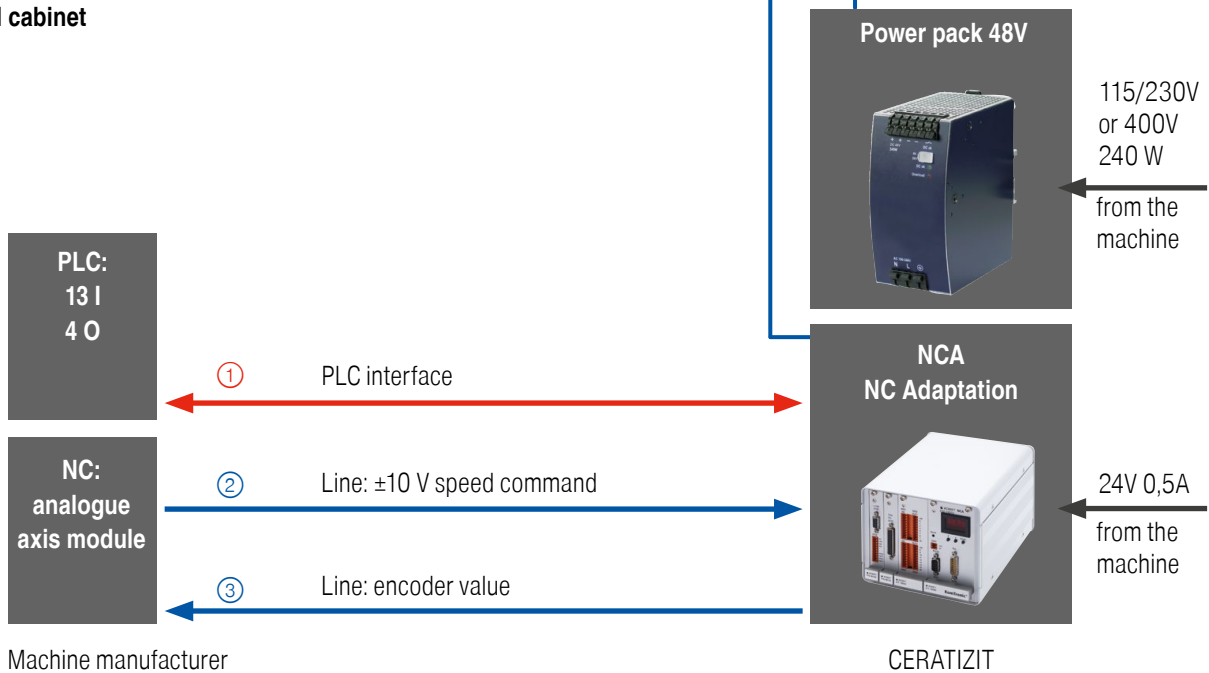 l cabinet
Power pack 48V
115/230V
or 400V
240 W
from the
machine
PLC:
13 I
4 O
① PLC interface
NCA
NC Adaptation
NC:
analogue
axis module
② Line: ±10 V speed command
③ Line: encoder value
24V 0,5A
from the
machine
Machine manufacturer
CERATIZIT